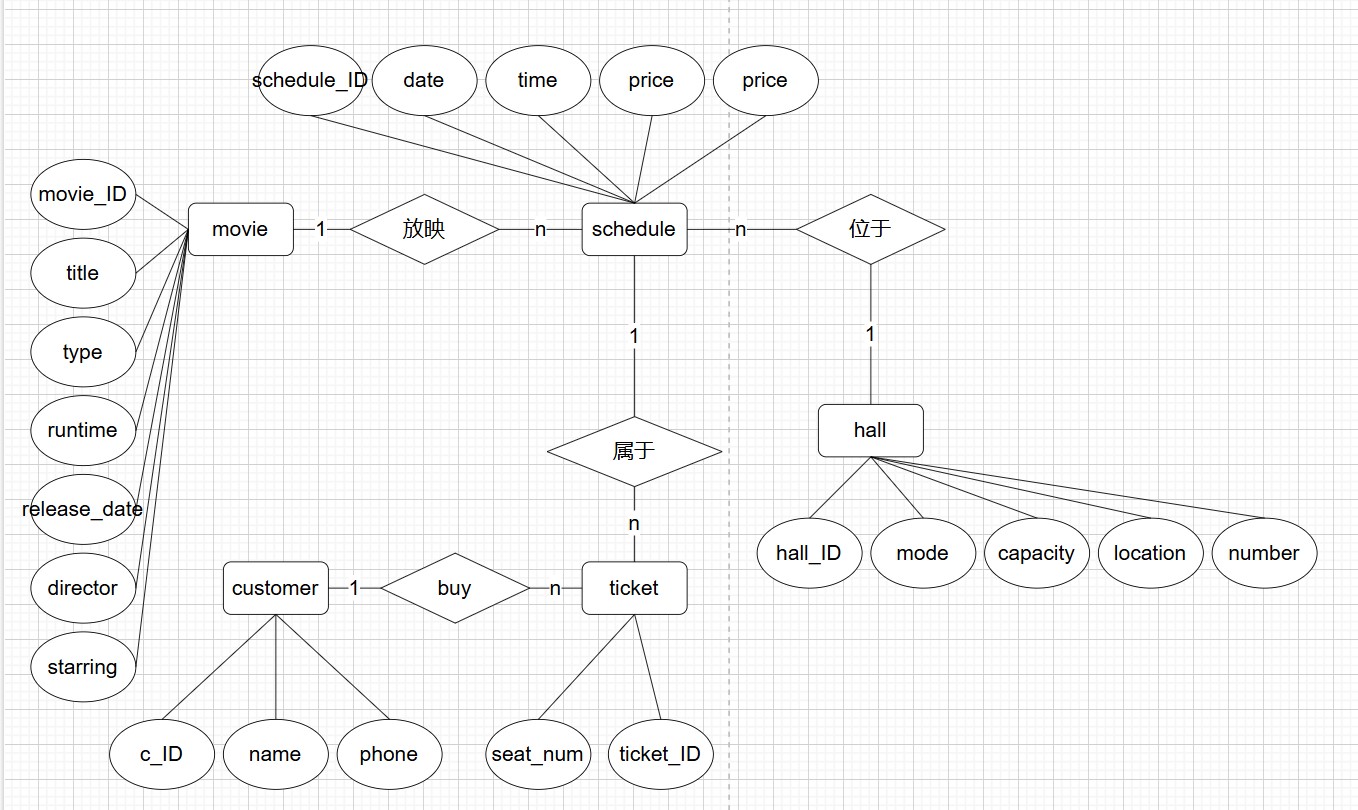 schedule_ID
date
time
price
price
movie_ID
title
type
runtime
release_date
director
starring
movie
1
放映
n
schedule
n
位于
1
hall
hall_ID
mode
capacity
location
number
1
属于
n
customer
1
buy
n
ticket
c_ID
name
phone
seat_num
ticket_ID